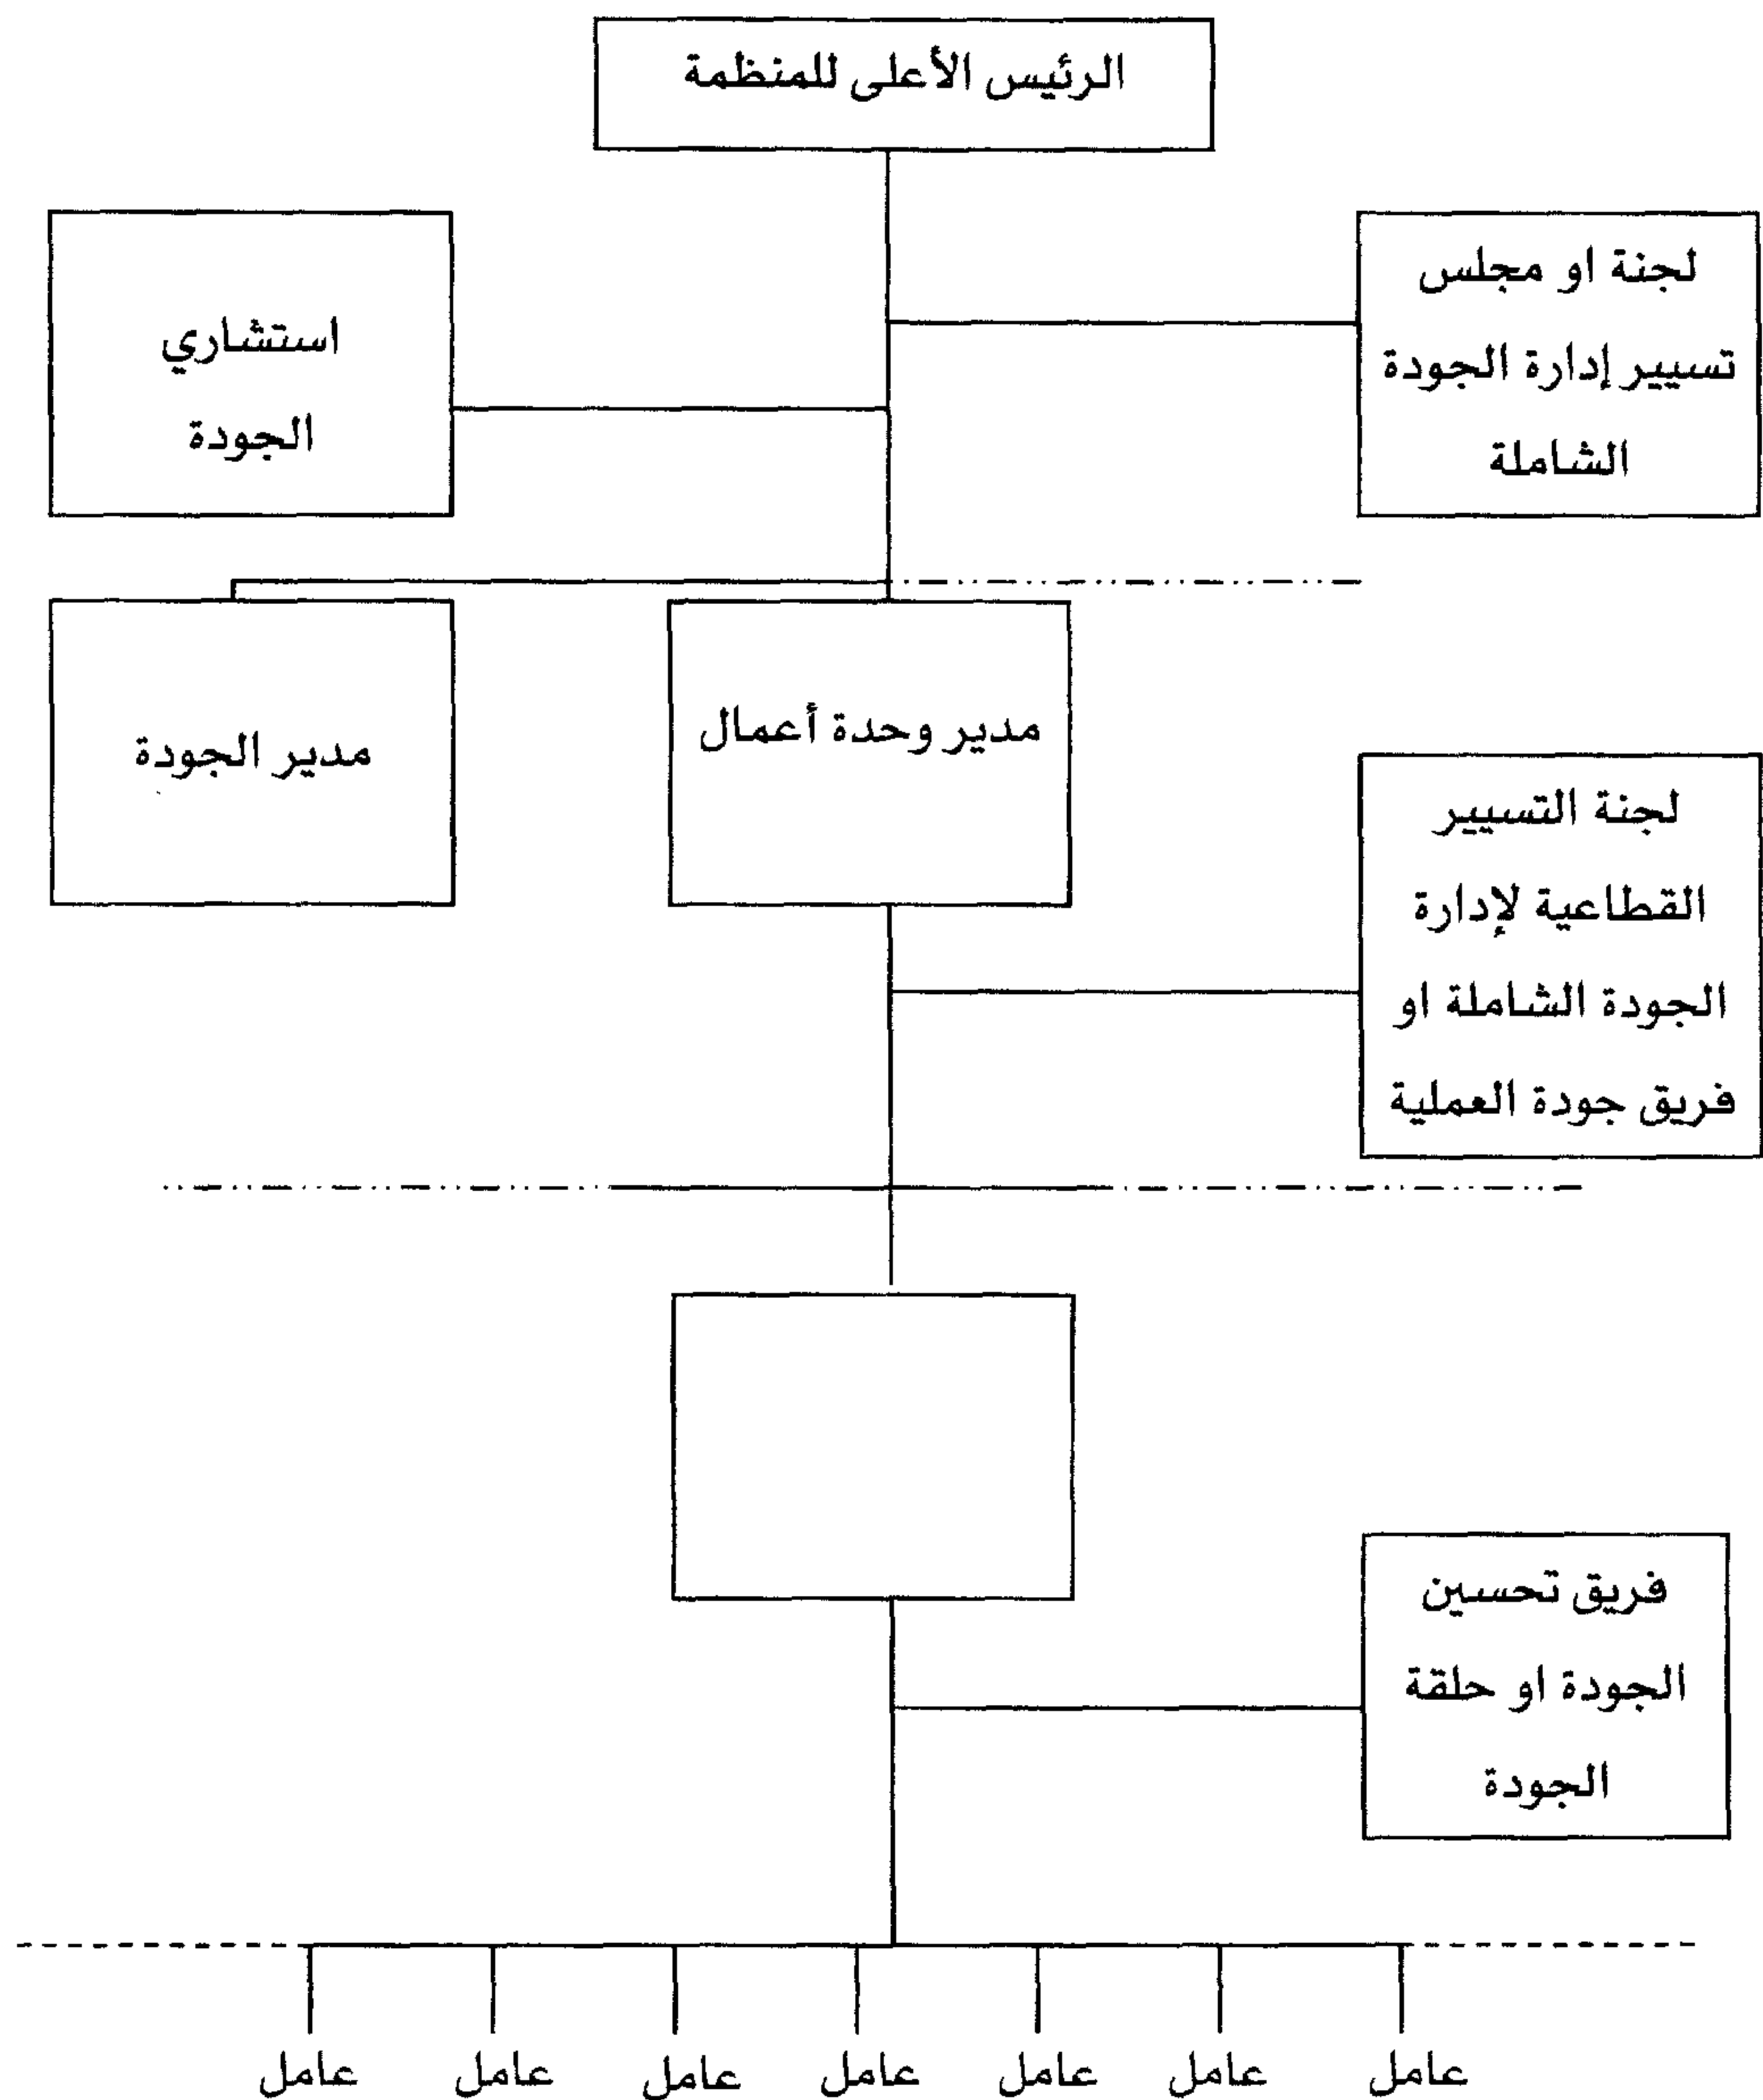 الرئيس الأعلى للمنظمة
لجنة او مجلس
تسيير إدارة الجودة
الشاملة
استشاري
الجودة
مدير وحدة أعمال
مدير الجودة
لجنة التسيير
القطاعية لإدارة
الجودة الشاملة او
فريق جودة العملية
فريق تحسين
الجودة او حلقة
الجودة
عامل عامل عامل عامل عامل عامل عامل